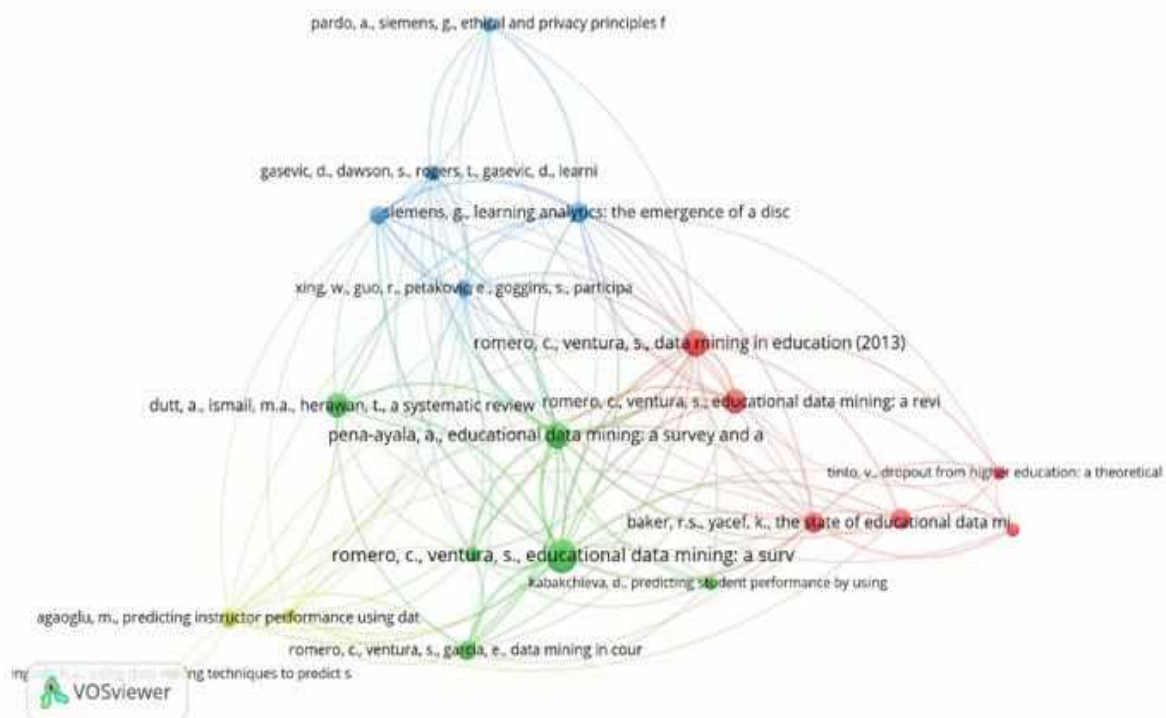 pardo, a., siemens, g., ethical and privacy principles f
gasevic, d., dawson, s., rogers, t., gasevic, d., learni
siemens, g., learning analytics: the emergence of a disc
xing, w., guo, r., petakovic, e., goggins, s., participa
romero, c., ventura, s., data mining in education (2013)
dutt, a., ismail, m.a., herawan, t., a systematic review
romero, c., ventura, s., educational data mining: a revi
pena-ayala, a., educational data mining: a survey and a
tinto, v., dropout from higher education: a theoretical
baker, r.s., yacef, k., the state of educational data mi
romero, c., ventura, s., educational data mining: a surv
kabakchieva, d., predicting student performance by using
agaoglu, m., predicting instructor performance using dat
romero, c., ventura, s., garcia, e., data mining in cour
techniques to predict s
VOSviewer